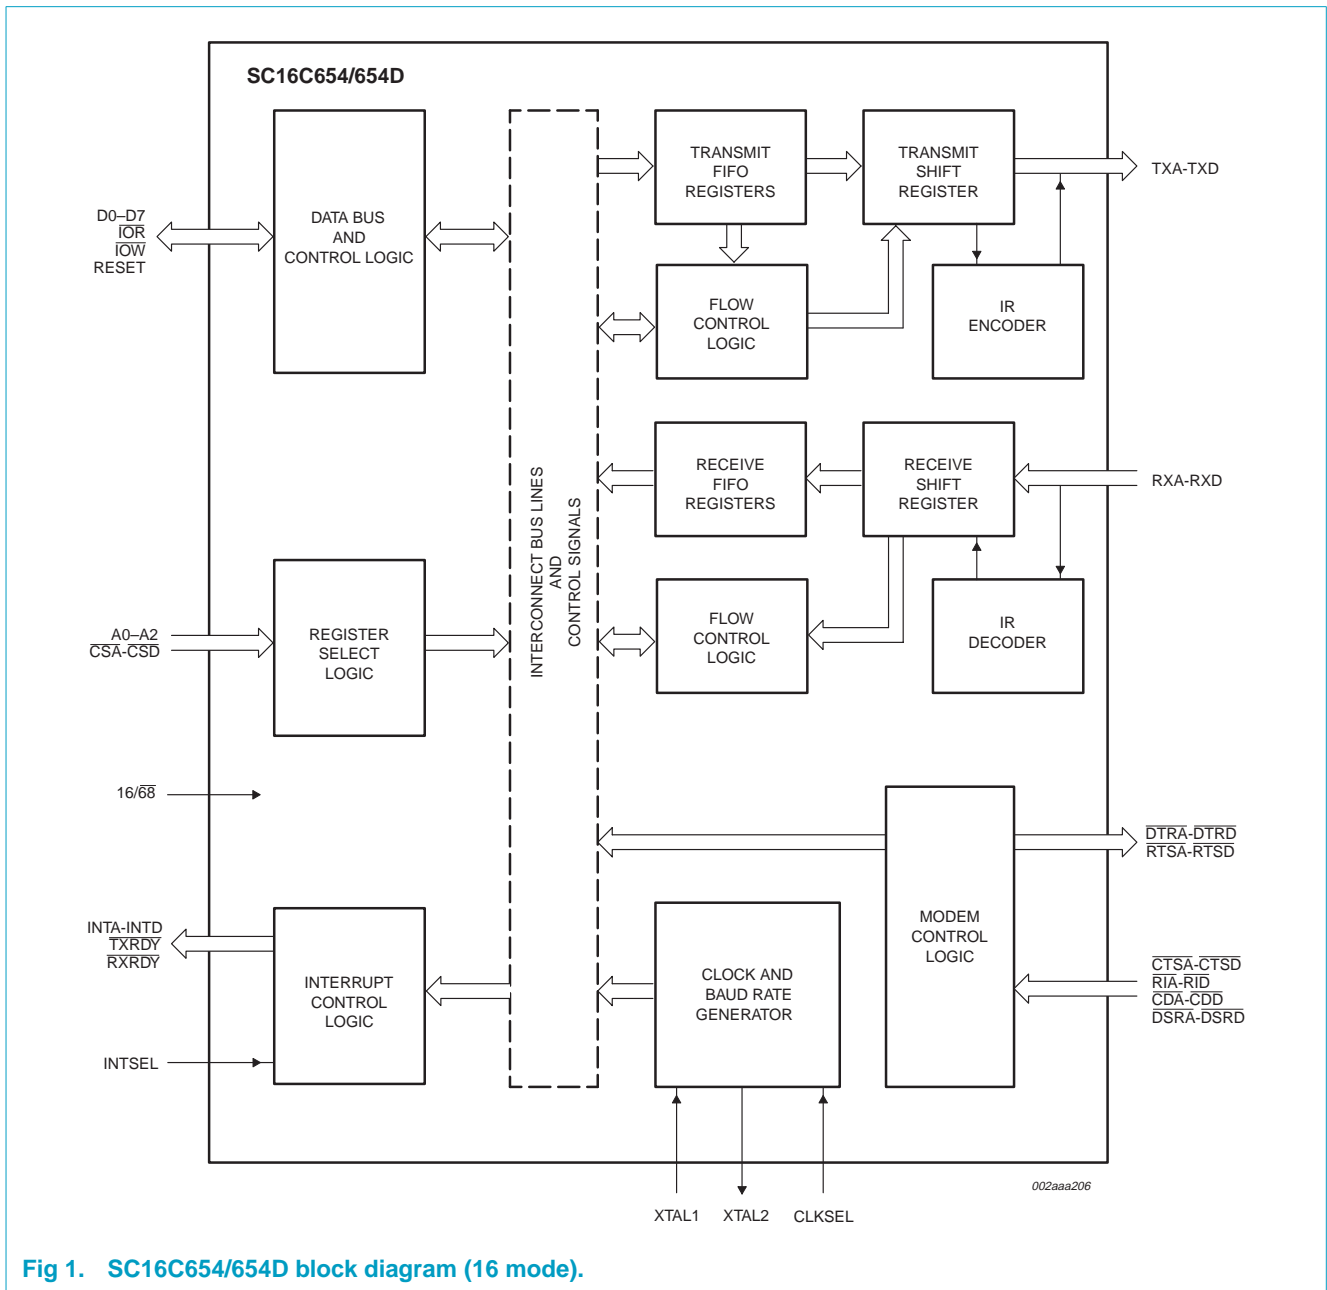 SC16C654/654D
D0–D7
IOR
IOW
RESET
DATA BUS
AND
CONTROL LOGIC
TRANSMIT
FIFO
REGISTERS
TRANSMIT
SHIFT
REGISTER
TXA-TXD
FLOW
CONTROL
LOGIC
IR
ENCODER
INTERCONNECT BUS LINES
AND
CONTROL SIGNALS
RECEIVE
FIFO
REGISTERS
RECEIVE
SHIFT
REGISTER
RXA-RXD
A0–A2
CSA-CSD
REGISTER
SELECT
LOGIC
FLOW
CONTROL
LOGIC
IR
DECODER
16/68
DTRA-DTRD
RTSA-RTSD
MODEM
CONTROL
LOGIC
INTA-INTD
TXRDY
RXRDY
INTERRUPT
CONTROL
LOGIC
CLOCK AND
BAUD RATE
GENERATOR
CTSA-CTSD
RIA-RID
CDA-CDD
DSRA-DSRD
INTSEL
002aaa206
XTAL1 XTAL2 CLKSEL
Fig 1. SC16C654/654D block diagram (16 mode).